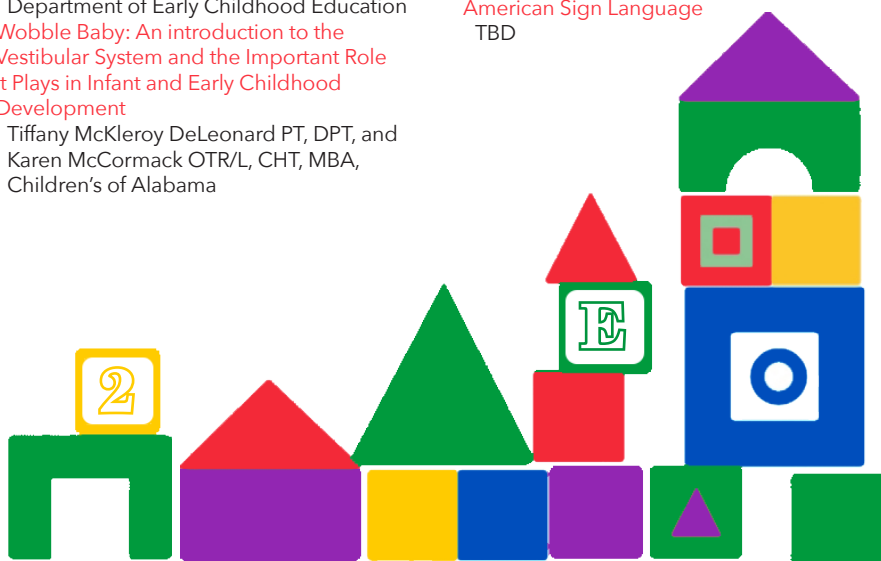 Department of Early Childhood Education
Wobble Baby: An introduction to the
Vestibular System and the Important Role
t Plays in Infant and Early Childhood
Development
Tiffany McKleroy DeLeonard PT, DPT, and
Karen McCormack OTR/L, CHT, MBA,
Children's of Alabama
American Sign Language
TBD
E
2